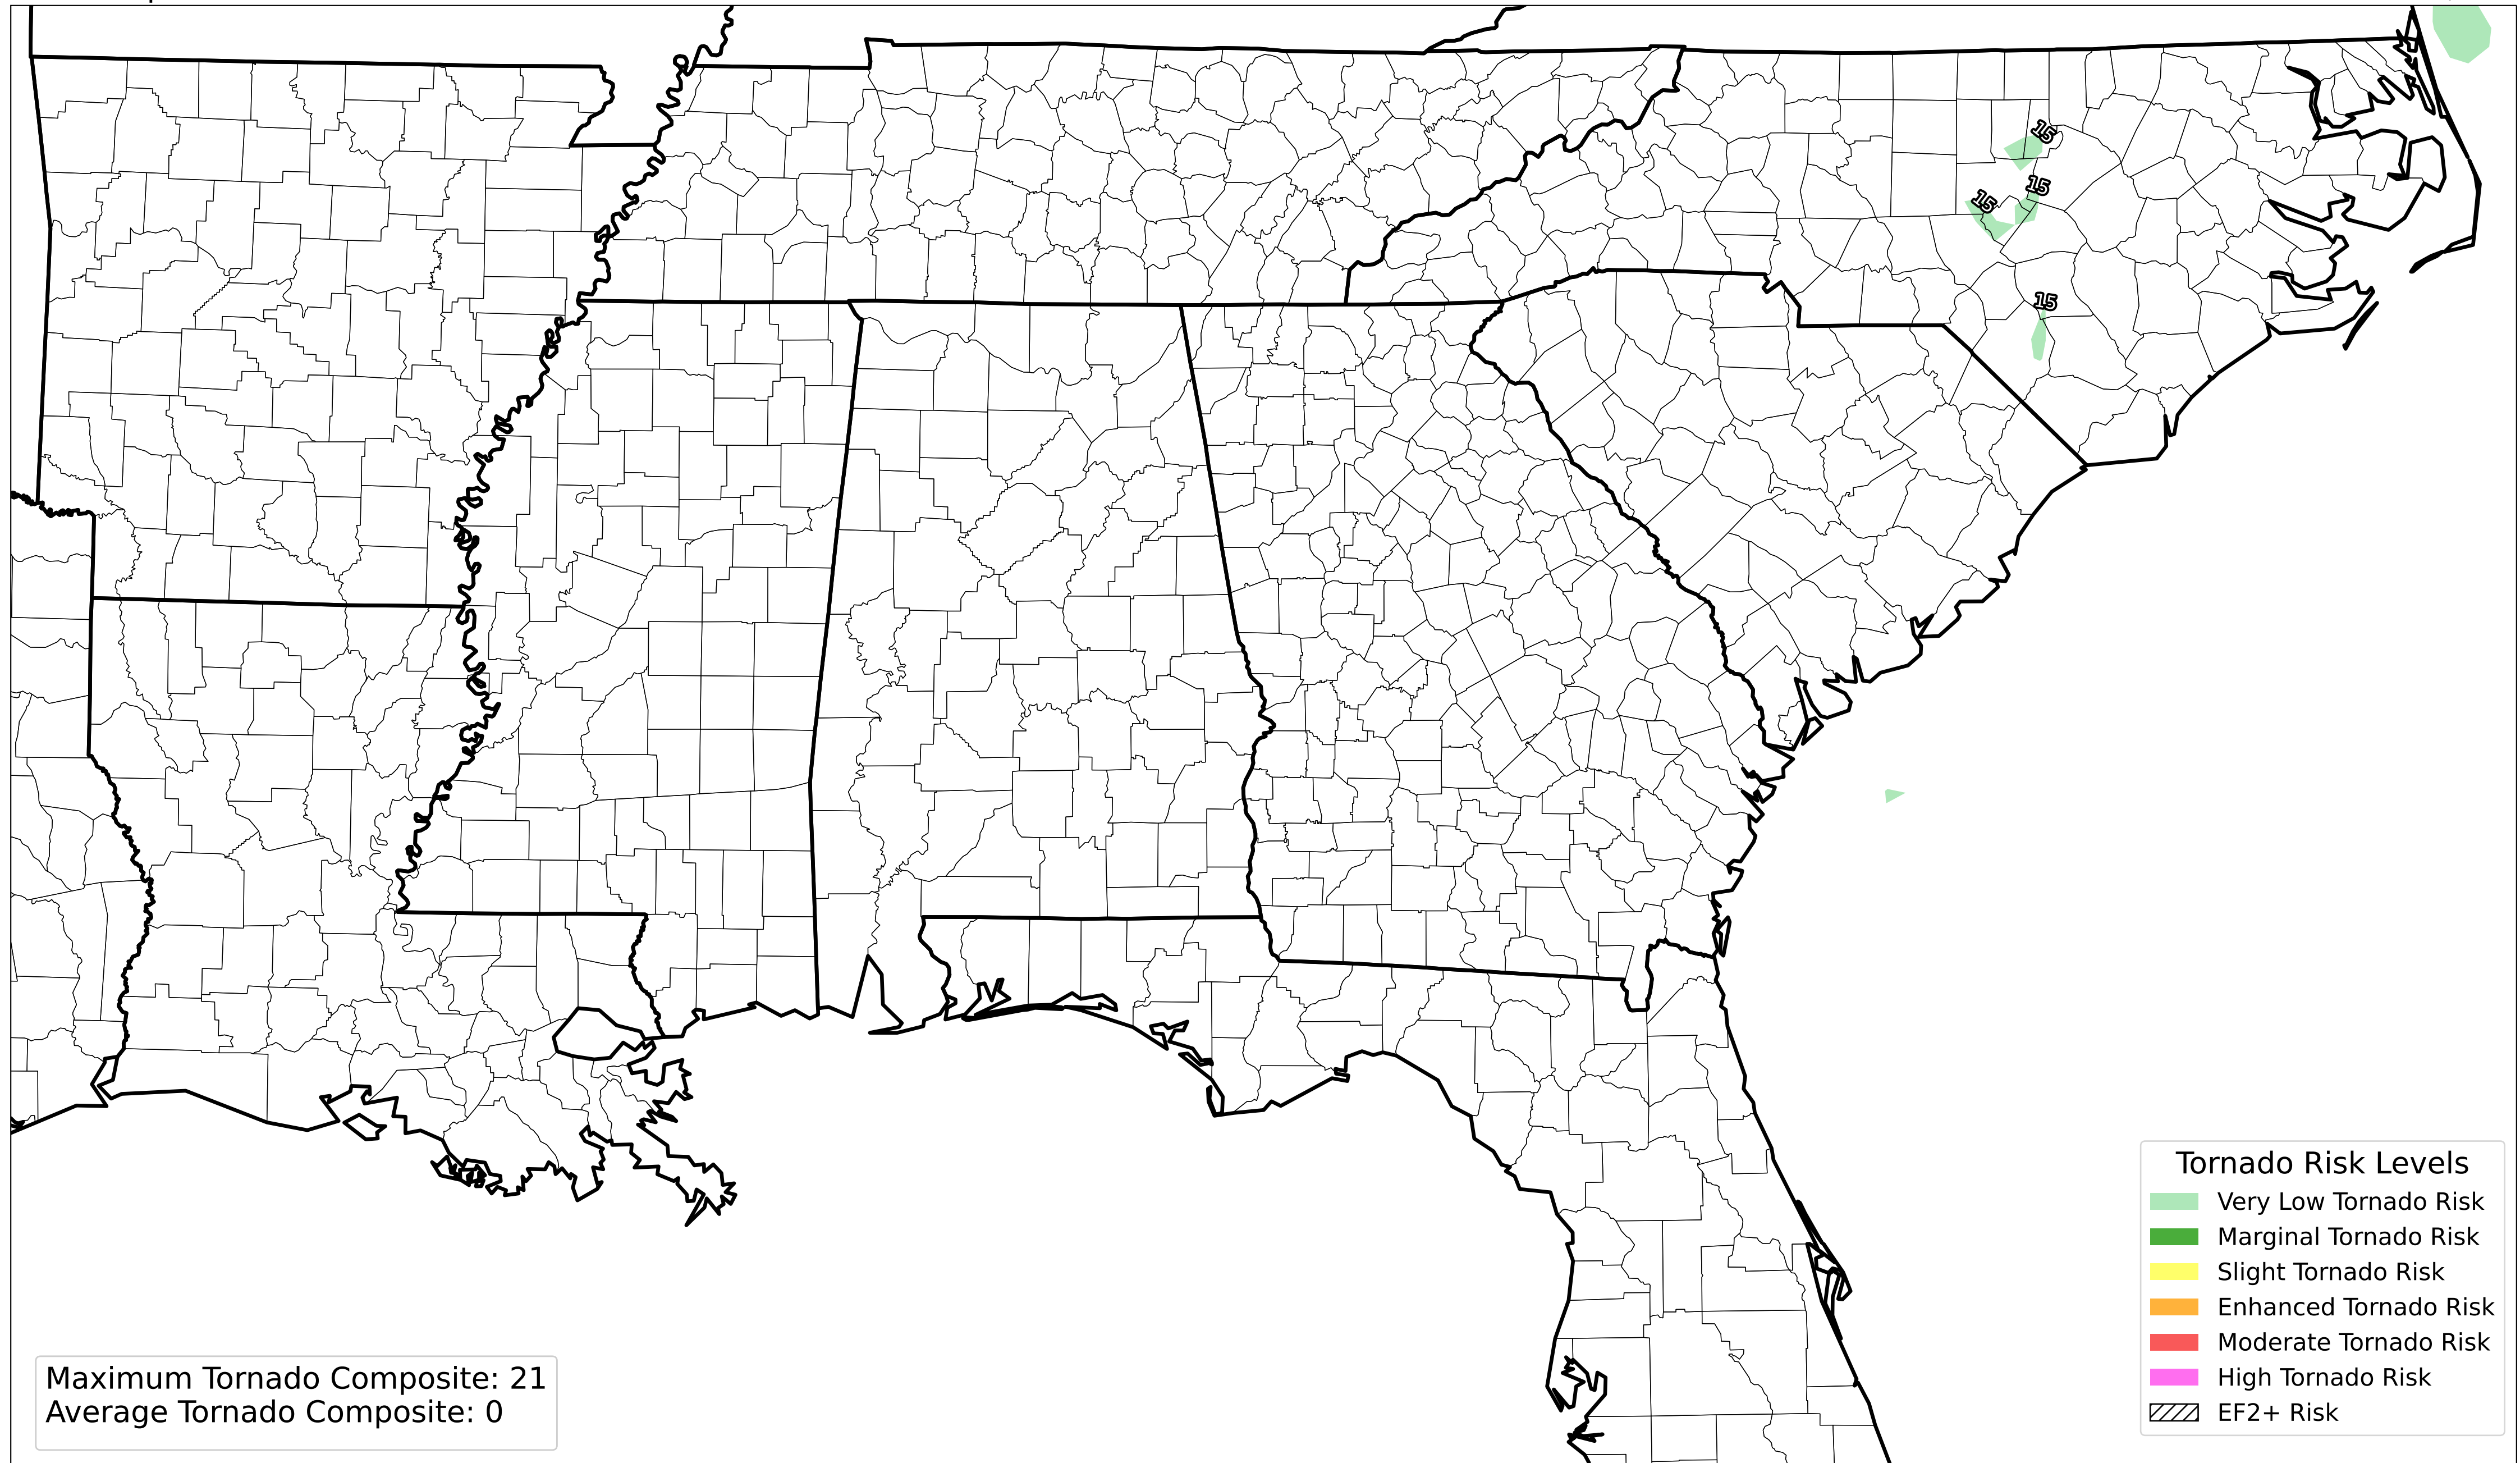 15
15
15
15
Tornado Risk Levels
Very Low Tornado Risk
Marginal Tornado Risk
Slight Tornado Risk
Enhanced Tornado Risk
Moderate Tornado Risk
High Tornado Risk
EF2+ Risk
Maximum Tornado Composite: 21
Average Tornado Composite: 0